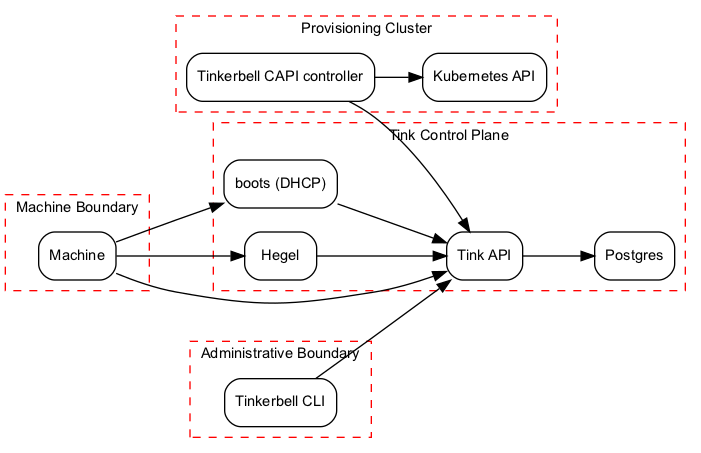 Provisioning Cluster
Tinkerbell CAPI controller
Kubernetes API
Tink Control Plane
boots (DHCP)
Machine Boundary
Machine
Hegel
Tink API
Postgres
Administrative Boundary
Tinkerbell CLI